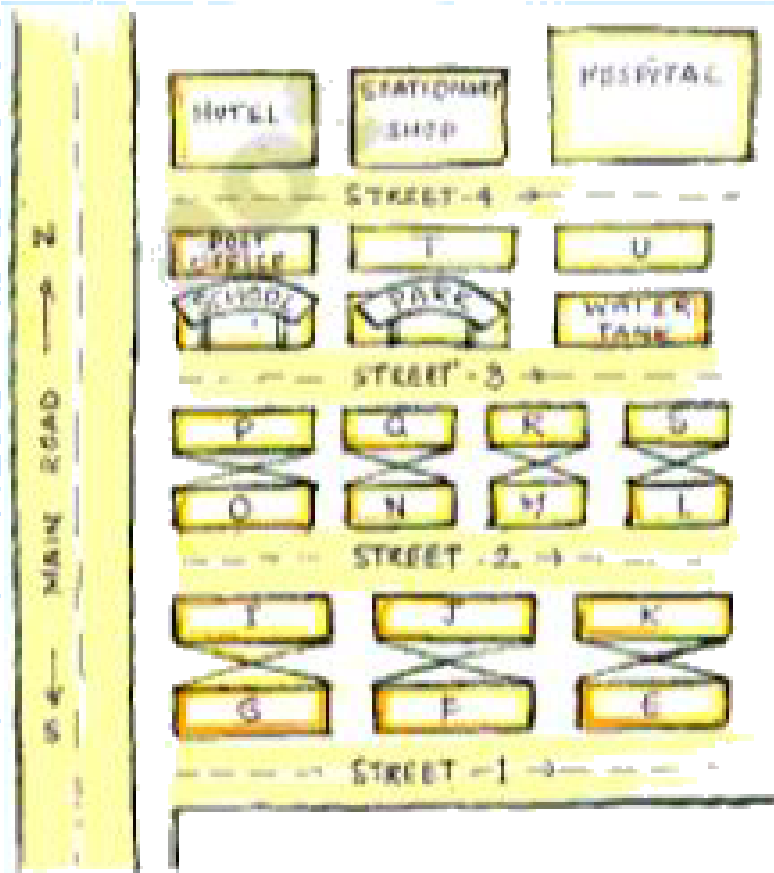 HOTEL
STATIONARY
SHOP
HOSPITAL
STREET-4
POST
OFFICE
T
U
SCHOOL
PARK
WATER
TANK
STREET-3
P
Q
R
S
O
N
M
L
STREET-2
I
J
K
G
F
E
STREET-1
S MAIN ROAD N